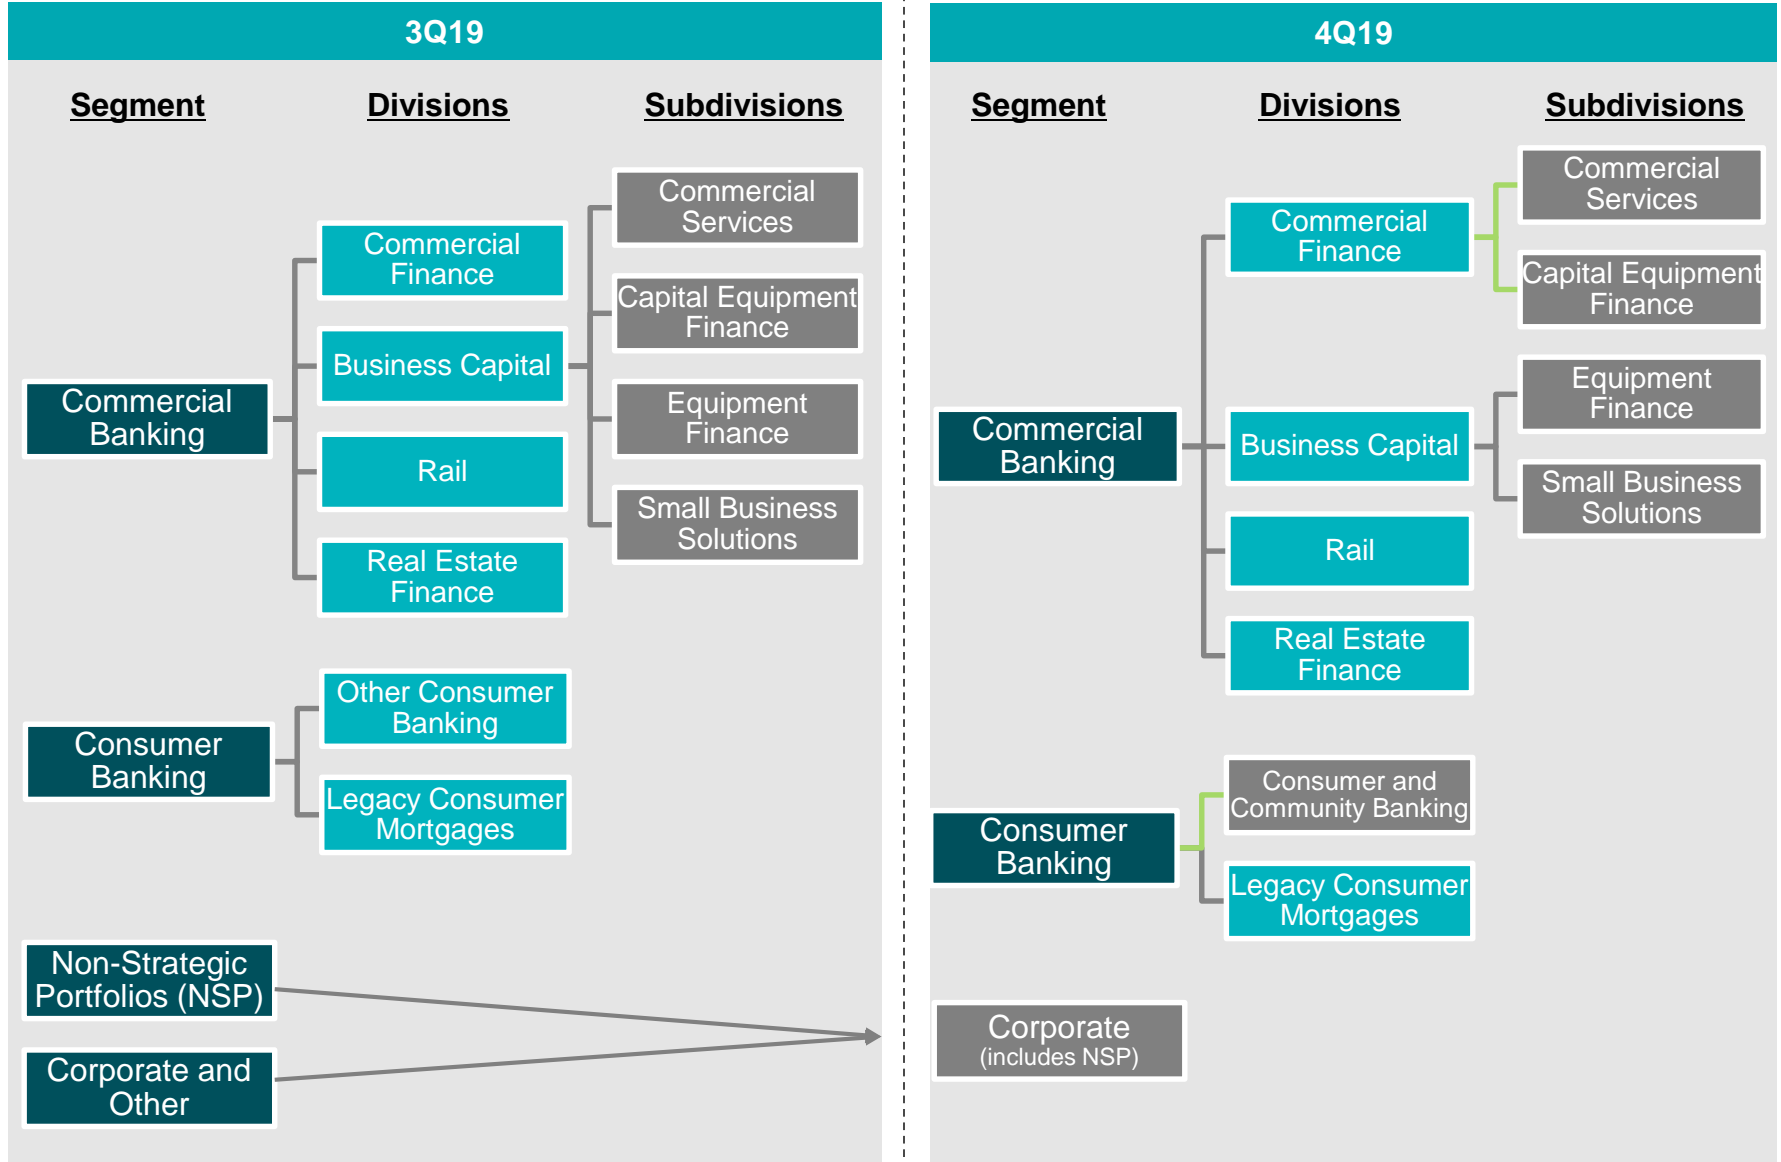 3Q19
Segment
Divisions
Subdivisions
Commercial
Services
Commercial
Finance
Capital Equipment
Finance
Business Capital
Commercial
Banking
Equipment
Finance
Rail
Small Business
Solutions
Real Estate
Finance
Other Consumer
Banking
Consumer
Banking
Legacy Consumer
Mortgages
Non-Strategic
Portfolios (NSP)
Corporate and
Other
4Q19
Segment
Divisions
Subdivisions
Commercial
Services
Commercial
Finance
Capital Equipment
Finance
Equipment
Finance
Commercial
Banking
Business Capital
Small Business
Solutions
Rail
Real Estate
Finance
Consumer and
Community Banking
Consumer
Banking
Legacy Consumer
Mortgages
Corporate
(includes NSP)